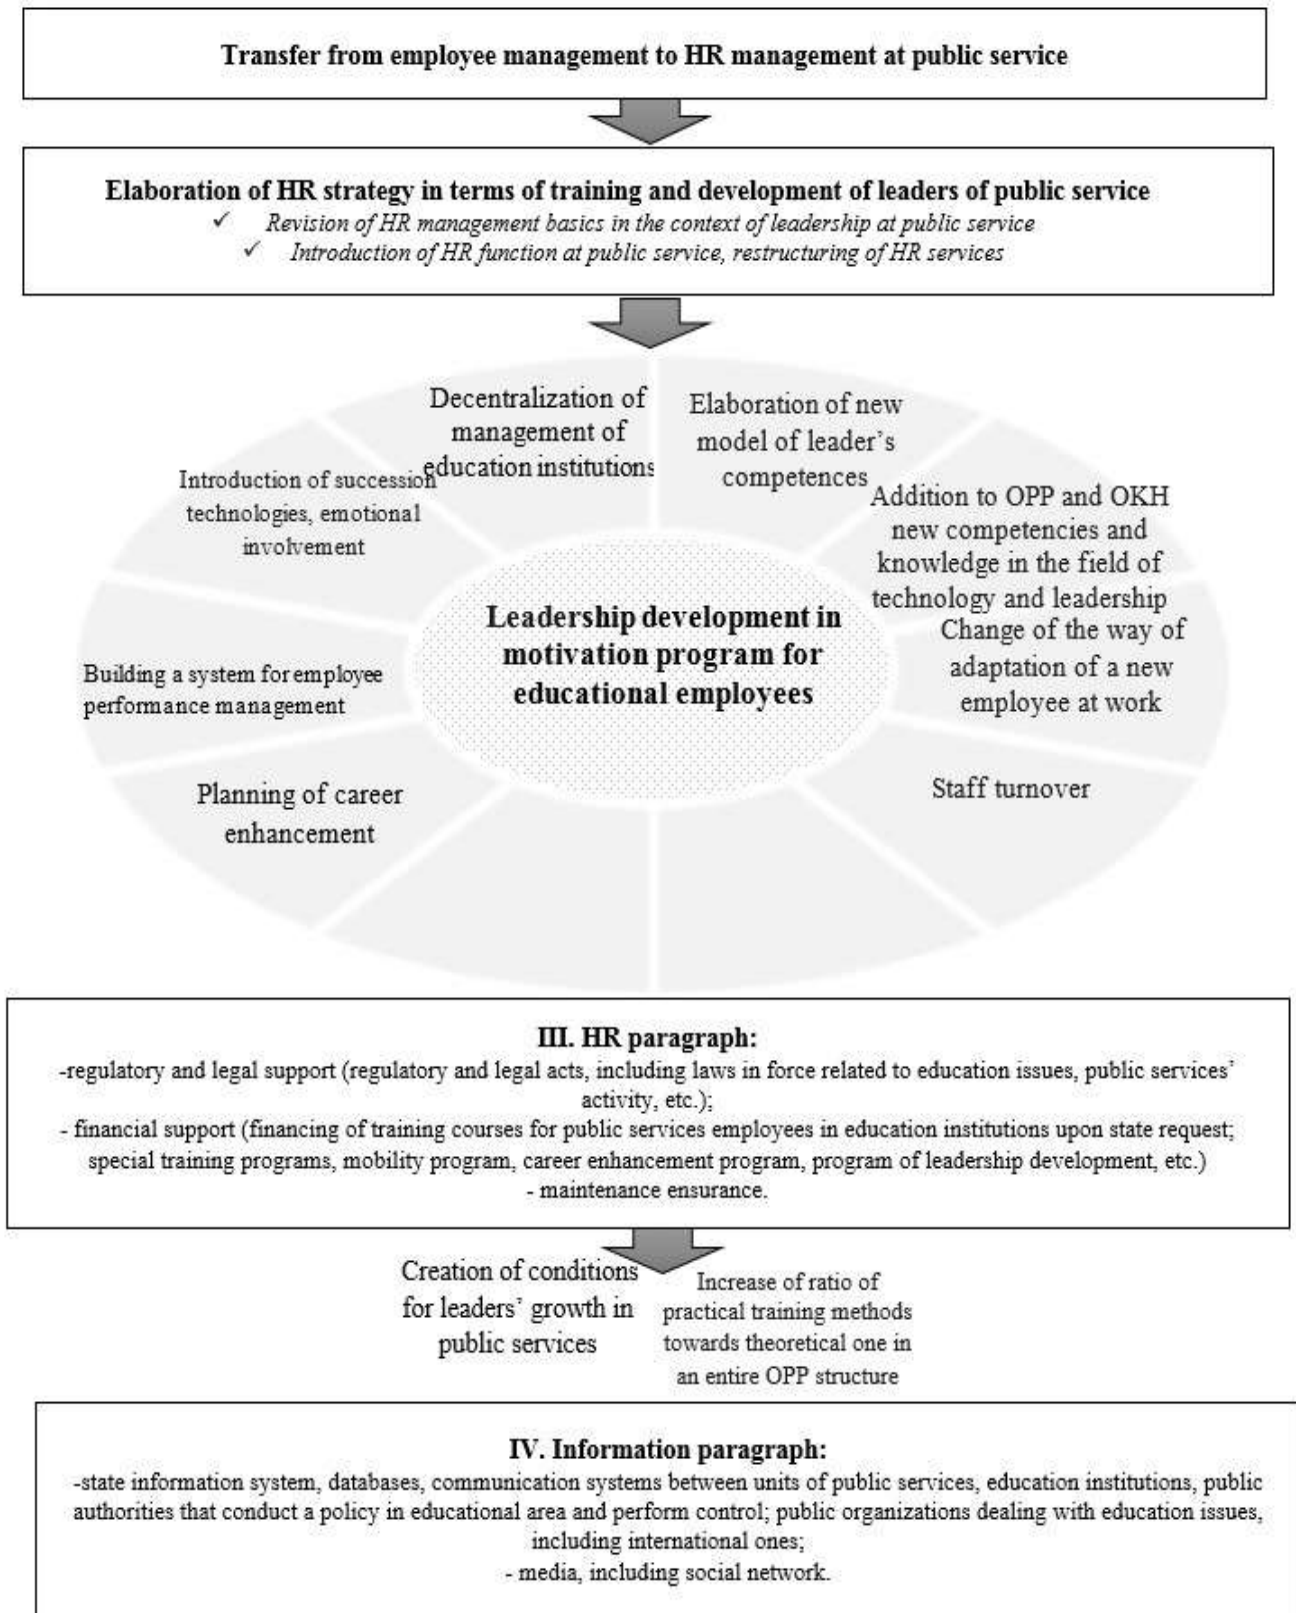 Transfer from employee management to HR management at public service
Elaboration of HR strategy in terms of training and development of leaders of public service
✓ Revision of HR management basics in the context of leadership at public service
✓ Introduction of HR function at public service, restructuring of HR services
Decentralization of
management of
education institutions
Elaboration of new
model of leader’s
competences
Introduction of succession
technologies, emotional
involvement
Addition to OPP and OKH
new competencies and
knowledge in the field of
technology and leadership
Leadership development in
motivation program for
educational employees
Change of the way of
adaptation of a new
employee at work
Building a system for employee
performance management
Planning of career
enhancement
Staff turnover
III. HR paragraph:
-regulatory and legal support (regulatory and legal acts, including laws in force related to education issues, public services’
activity, etc.);
- financial support (financing of training courses for public services employees in education institutions upon state request;
special training programs, mobility program, career enhancement program, program of leadership development, etc.)
- maintenance ensurance.
Creation of conditions
for leaders’ growth in
public services
Increase of ratio of
practical training methods
towards theoretical one in
an entire OPP structure
IV. Information paragraph:
-state information system, databases, communication systems between units of public services, education institutions, public
authorities that conduct a policy in educational area and perform control; public organizations dealing with education issues,
including international ones;
- media, including social network.